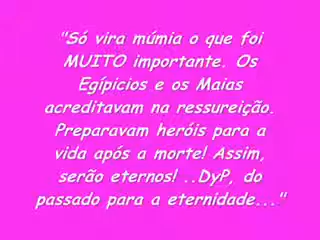 "Só vira múmia o que foi
MUITO importante. Os
Egípicios e os Maias
acreditavam na ressureição.
Preparavam heróis para a
vida após a morte! Assim,
serão eternos! ..DyP, do
passado para a eternidade..."